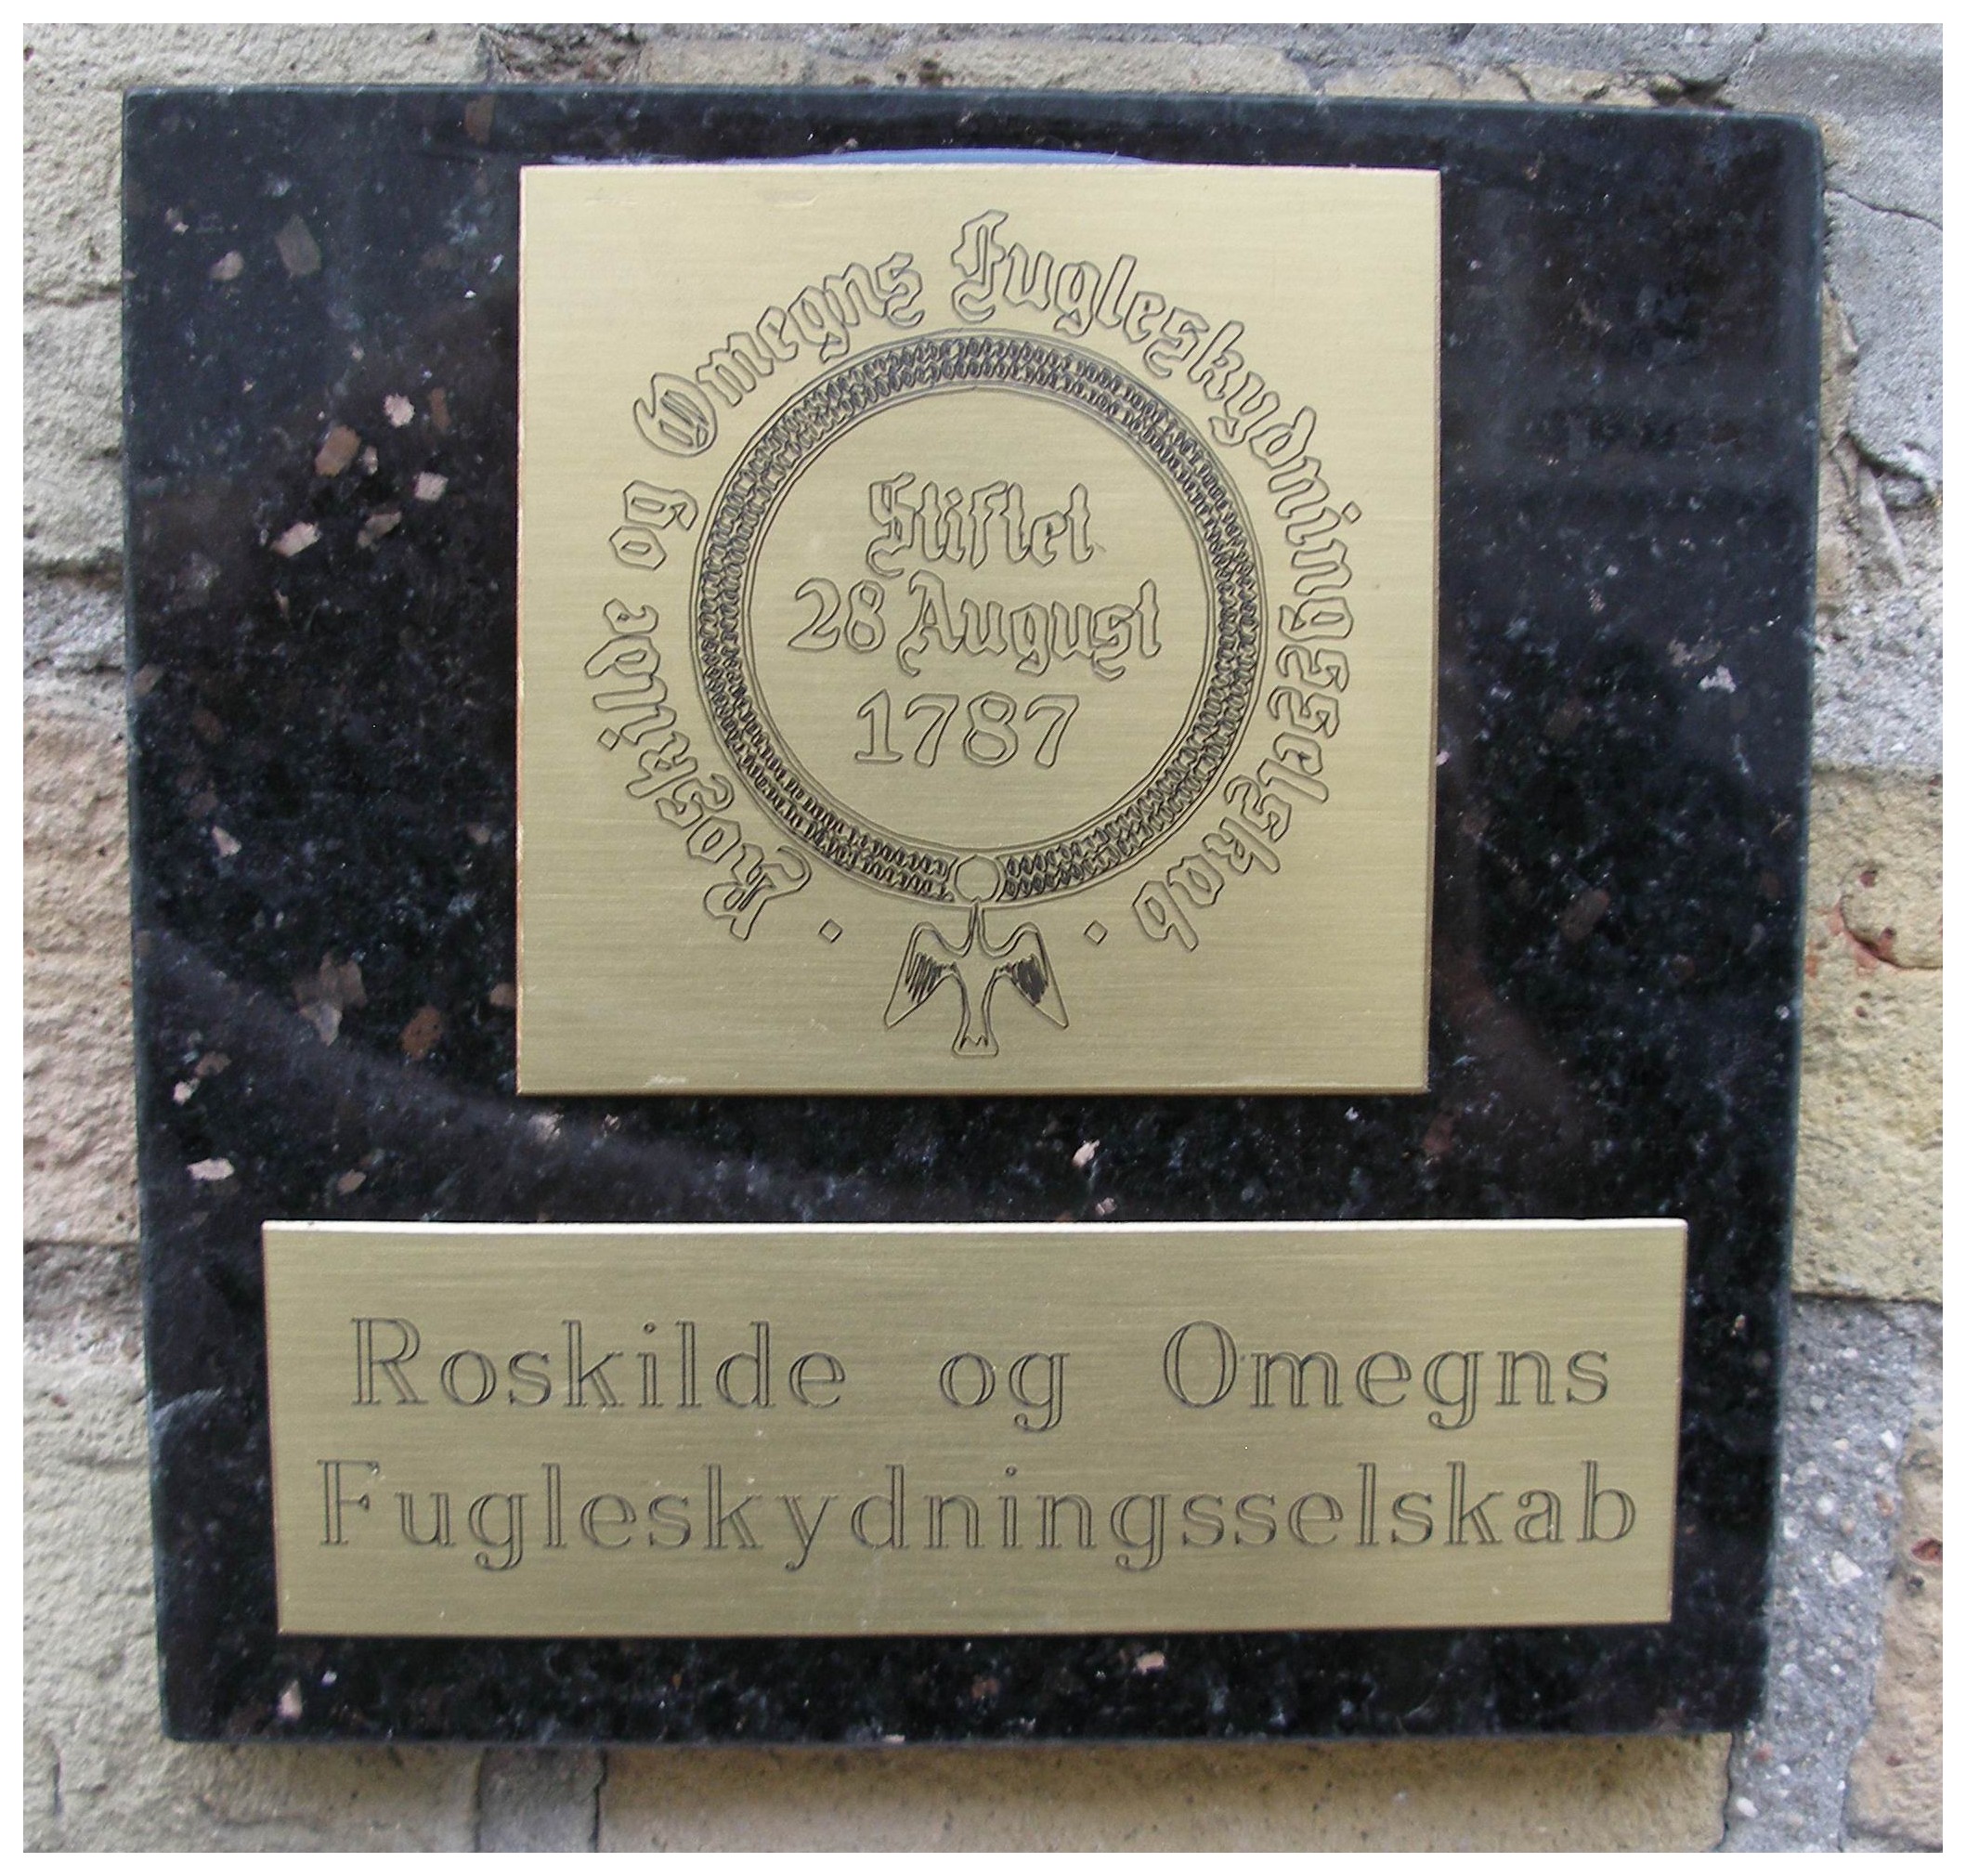 Roskilde og Omegns Fugleskydningsselskab
Stiftet
28 August
1787
Roskilde og Omegns
Fugleskydningsselskab